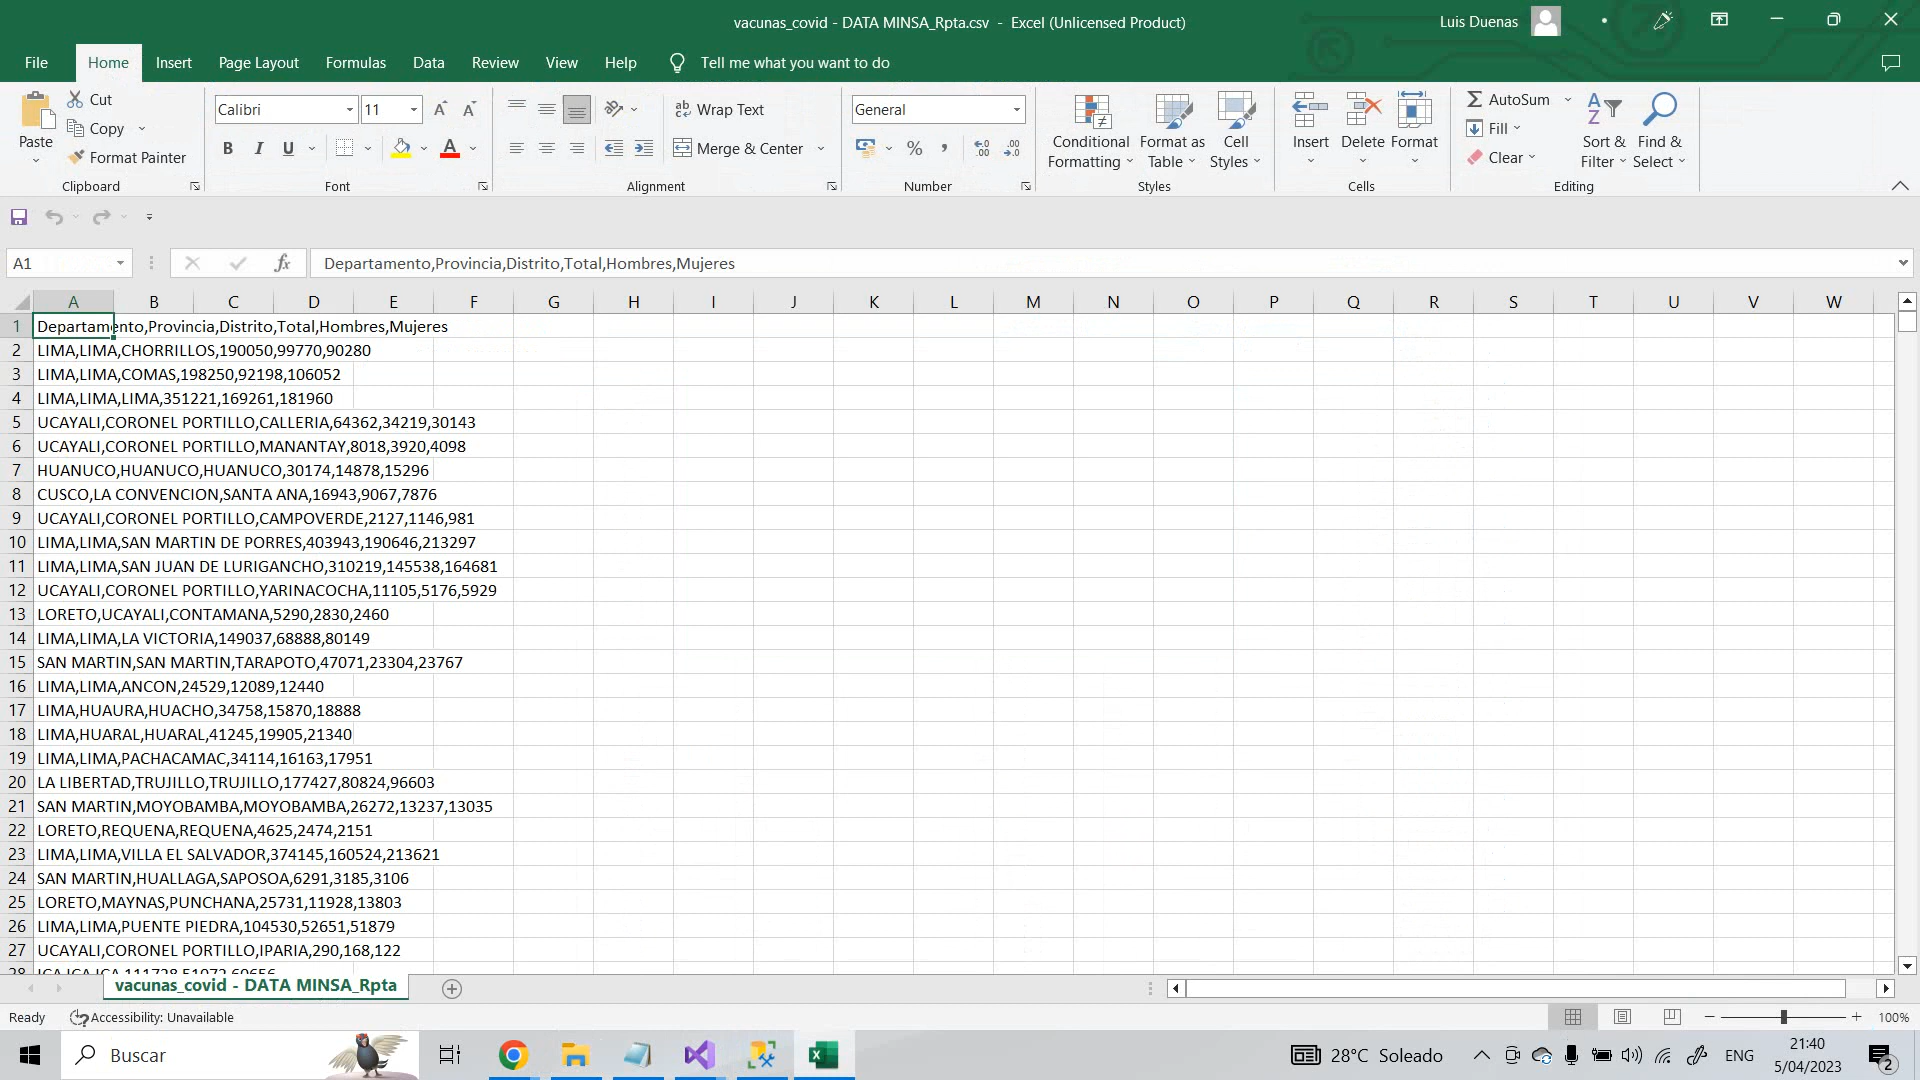 vacunas_covid - DATA MINSA_Rpta.csv - Excel (Unlicensed Product)
Luis Duenas
File Home Insert Page Layout Formulas Data Review View Help Tell me what you want to do
Paste
Cut
Copy
Format Painter
Clipboard
Calibri 11
B I U A
Font
Wrap Text
Merge & Center
Alignment
General
% ,
Number
Conditional Formatting
Format as Table
Cell Styles
Styles
Insert Delete Format
Cells
AutoSum
Fill
Clear
Sort & Filter
Find & Select
Editing
A1 fx Departamento,Provincia,Distrito,Total,Hombres,Mujeres
A B C D E F G H I J K L M N O P Q R S T U V W
1 Departamento,Provincia,Distrito,Total,Hombres,Mujeres
2 LIMA,LIMA,CHORRILLOS,190050,99770,90280
3 LIMA,LIMA,COMAS,198250,92198,106052
4 LIMA,LIMA,LIMA,351221,169261,181960
5 UCAYALI,CORONEL PORTILLO,CALLERIA,64362,34219,30143
6 UCAYALI,CORONEL PORTILLO,MANANTAY,8018,3920,4098
7 HUANUCO,HUANUCO,HUANUCO,30174,14878,15296
8 CUSCO,LA CONVENCION,SANTA ANA,16943,9067,7876
9 UCAYALI,CORONEL PORTILLO,CAMPOVERDE,2127,1146,981
10 LIMA,LIMA,SAN MARTIN DE PORRES,403943,190646,213297
11 LIMA,LIMA,SAN JUAN DE LURIGANCHO,310219,145538,164681
12 UCAYALI,CORONEL PORTILLO,YARINACOCHA,11105,5176,5929
13 LORETO,UCAYALI,CONTAMANA,5290,2830,2460
14 LIMA,LIMA,LA VICTORIA,149037,68888,80149
15 SAN MARTIN,SAN MARTIN,TARAPOTO,47071,23304,23767
16 LIMA,LIMA,ANCON,24529,12089,12440
17 LIMA,HUAURA,HUACHO,34758,15870,18888
18 LIMA,HUARAL,HUARAL,41245,19905,21340
19 LIMA,LIMA,PACHACAMAC,34114,16163,17951
20 LA LIBERTAD,TRUJILLO,TRUJILLO,177427,80824,96603
21 SAN MARTIN,MOYOBAMBA,MOYOBAMBA,26272,13237,13035
22 LORETO,REQUENA,REQUENA,4625,2474,2151
23 LIMA,LIMA,VILLA EL SALVADOR,374145,160524,213621
24 SAN MARTIN,HUALLAGA,SAPOSOA,6291,3185,3106
25 LORETO,MAYNAS,PUNCHANA,25731,11928,13803
26 LIMA,LIMA,PUENTE PIEDRA,104530,52651,51879
27 UCAYALI,CORONEL PORTILLO,IPARIA,290,168,122
28 ICA,ICA,ICA,111728,51072,60656
vacunas_covid - DATA MINSA_Rpta
Ready Accessibility: Unavailable 100%
Buscar 28°C Soleado ENG 21:40
5/04/2023 2